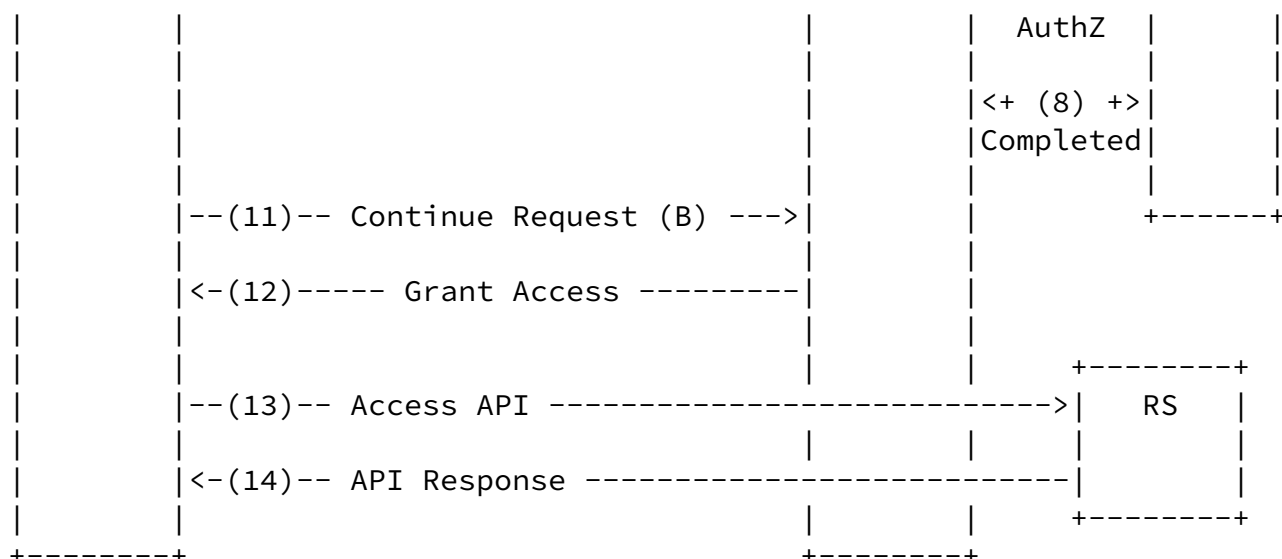 AuthZ
<+ (8) +>
Completed
--(11)-- Continue Request (B) --->
<-(12)----- Grant Access ---------
--(13)-- Access API ---------------------------->| RS
<-(14)-- API Response ---------------------------